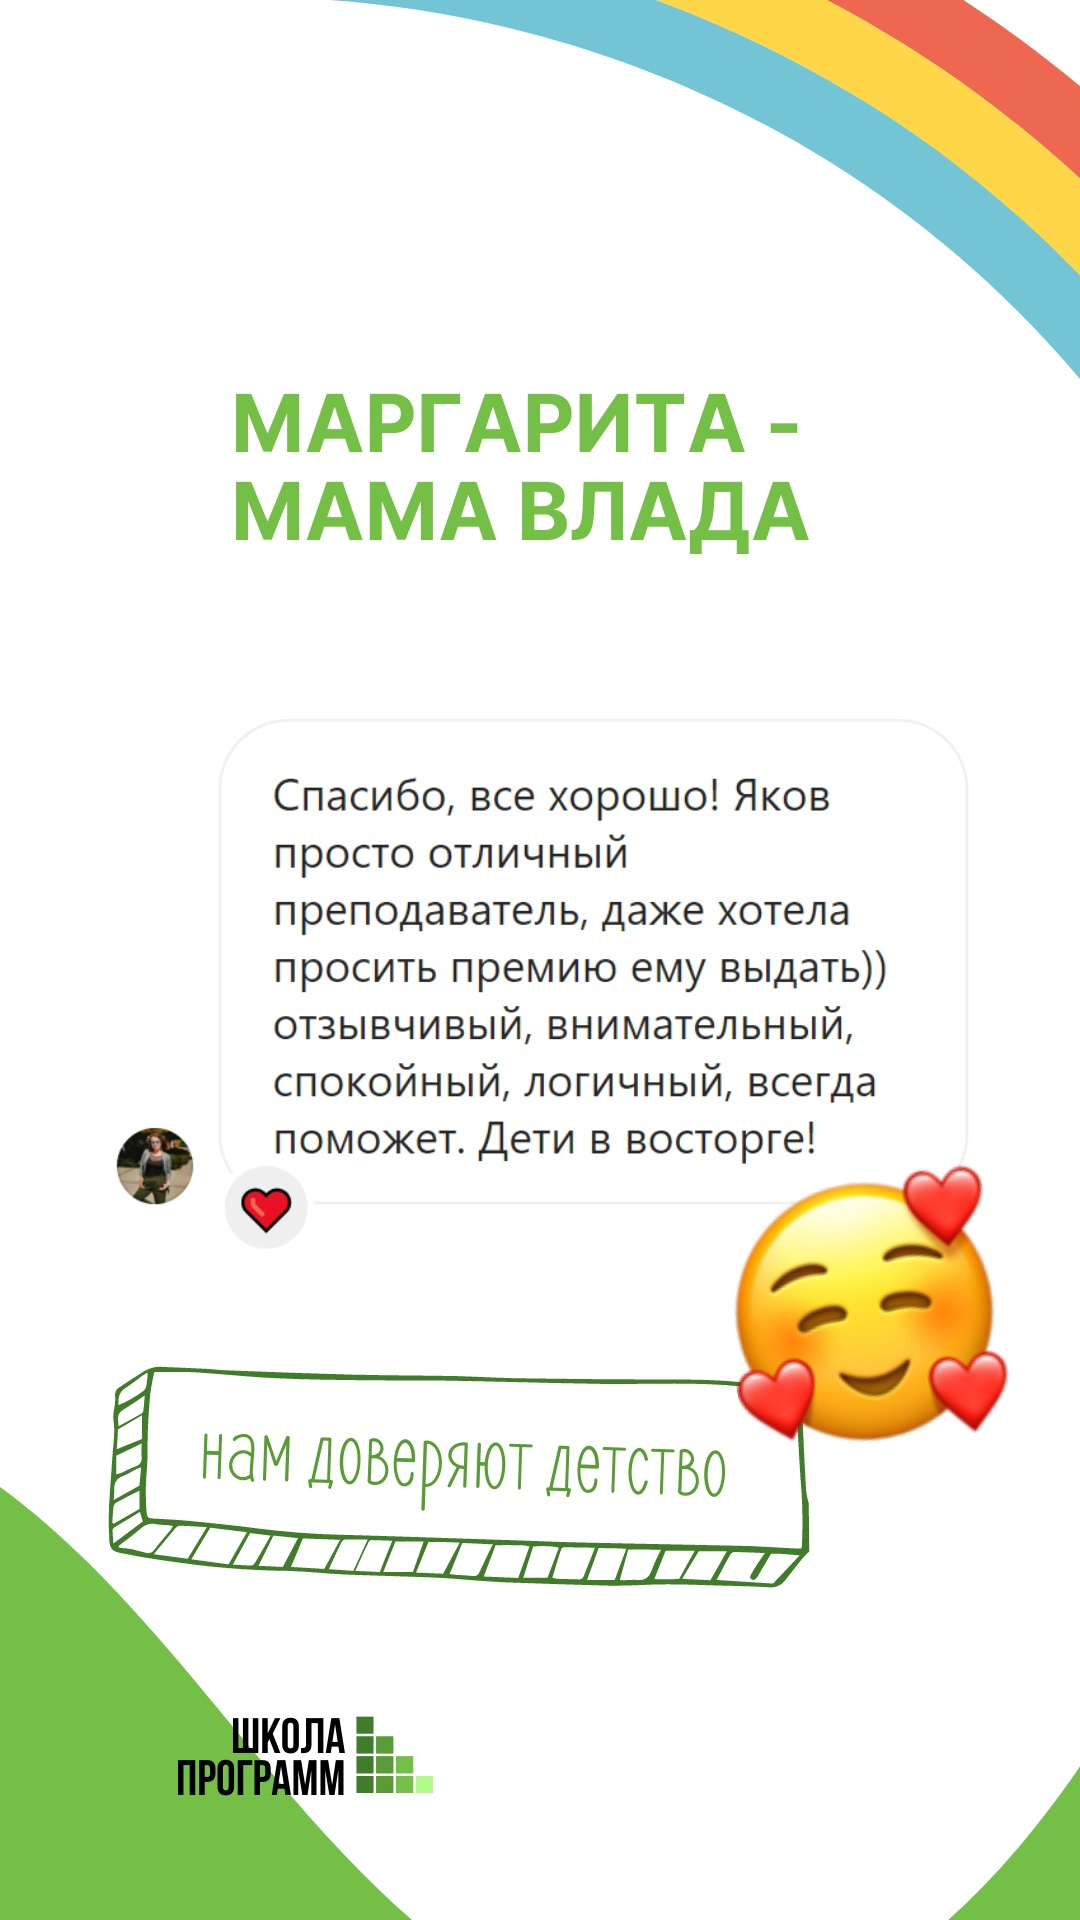 МАРГАРИТА -
МАМА ВЛАДА
Спасибо, все хорошо! Яков
просто отличный
преподаватель, даже хотела
просить премию ему выдать))
отзывчивый, внимательный,
спокойный, логичный, всегда
поможет. Дети в восторге!
нам доверяют детство
ШКОЛА
ПРОГРАММ